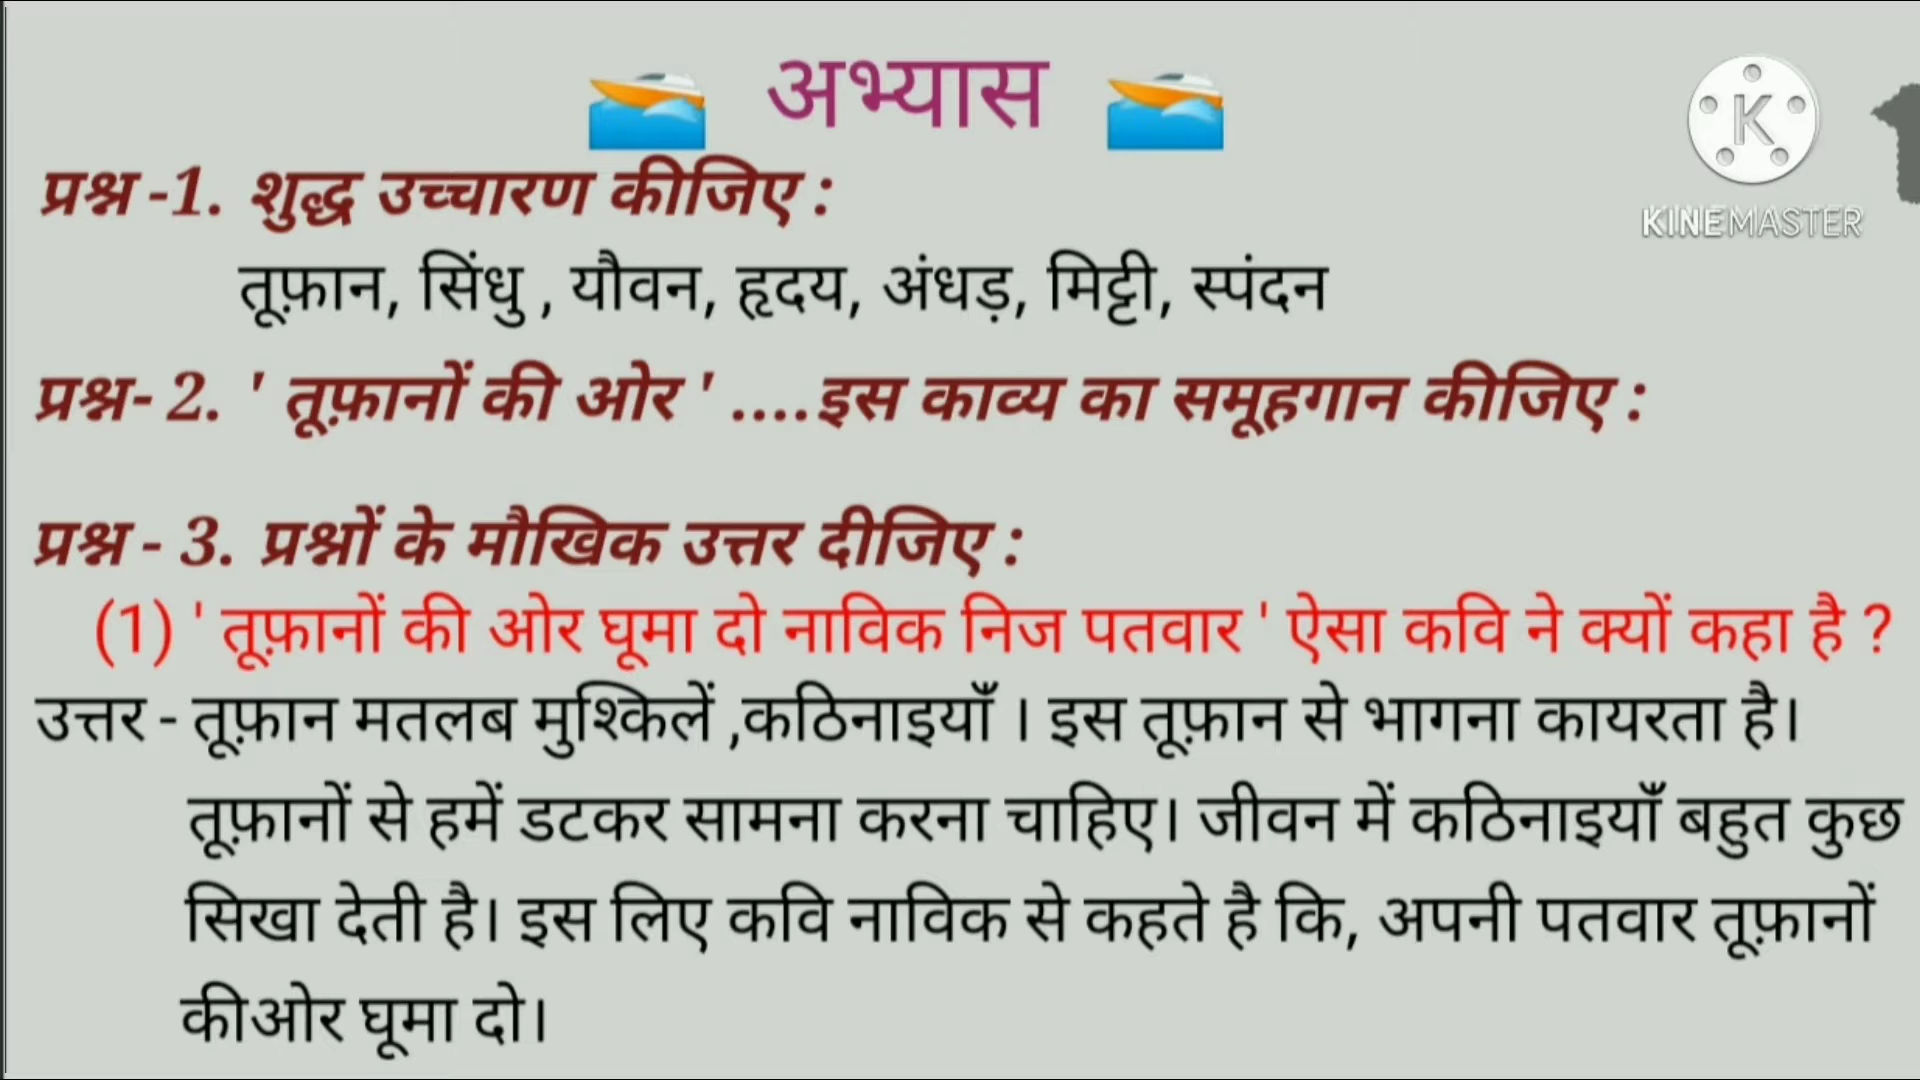 अभ्यास
KINEMASTER
प्रश्न -1. शुद्ध उच्चारण कीजिए :
तूफ़ान, सिंधु , यौवन, हृदय, अंधड़, मिट्टी, स्पंदन
प्रश्न- 2. ' तूफ़ानों की ओर ' ....इस काव्य का समूहगान कीजिए :
प्रश्न - 3. प्रश्नों के मौखिक उत्तर दीजिए :
(1) ' तूफ़ानों की ओर घूमा दो नाविक निज पतवार ' ऐसा कवि ने क्यों कहा है ?
उत्तर - तूफ़ान मतलब मुश्किलें ,कठिनाइयाँ । इस तूफ़ान से भागना कायरता है।
तूफ़ानों से हमें डटकर सामना करना चाहिए। जीवन में कठिनाइयाँ बहुत कुछ
सिखा देती है। इस लिए कवि नाविक से कहते है कि, अपनी पतवार तूफ़ानों
कीओर घूमा दो।